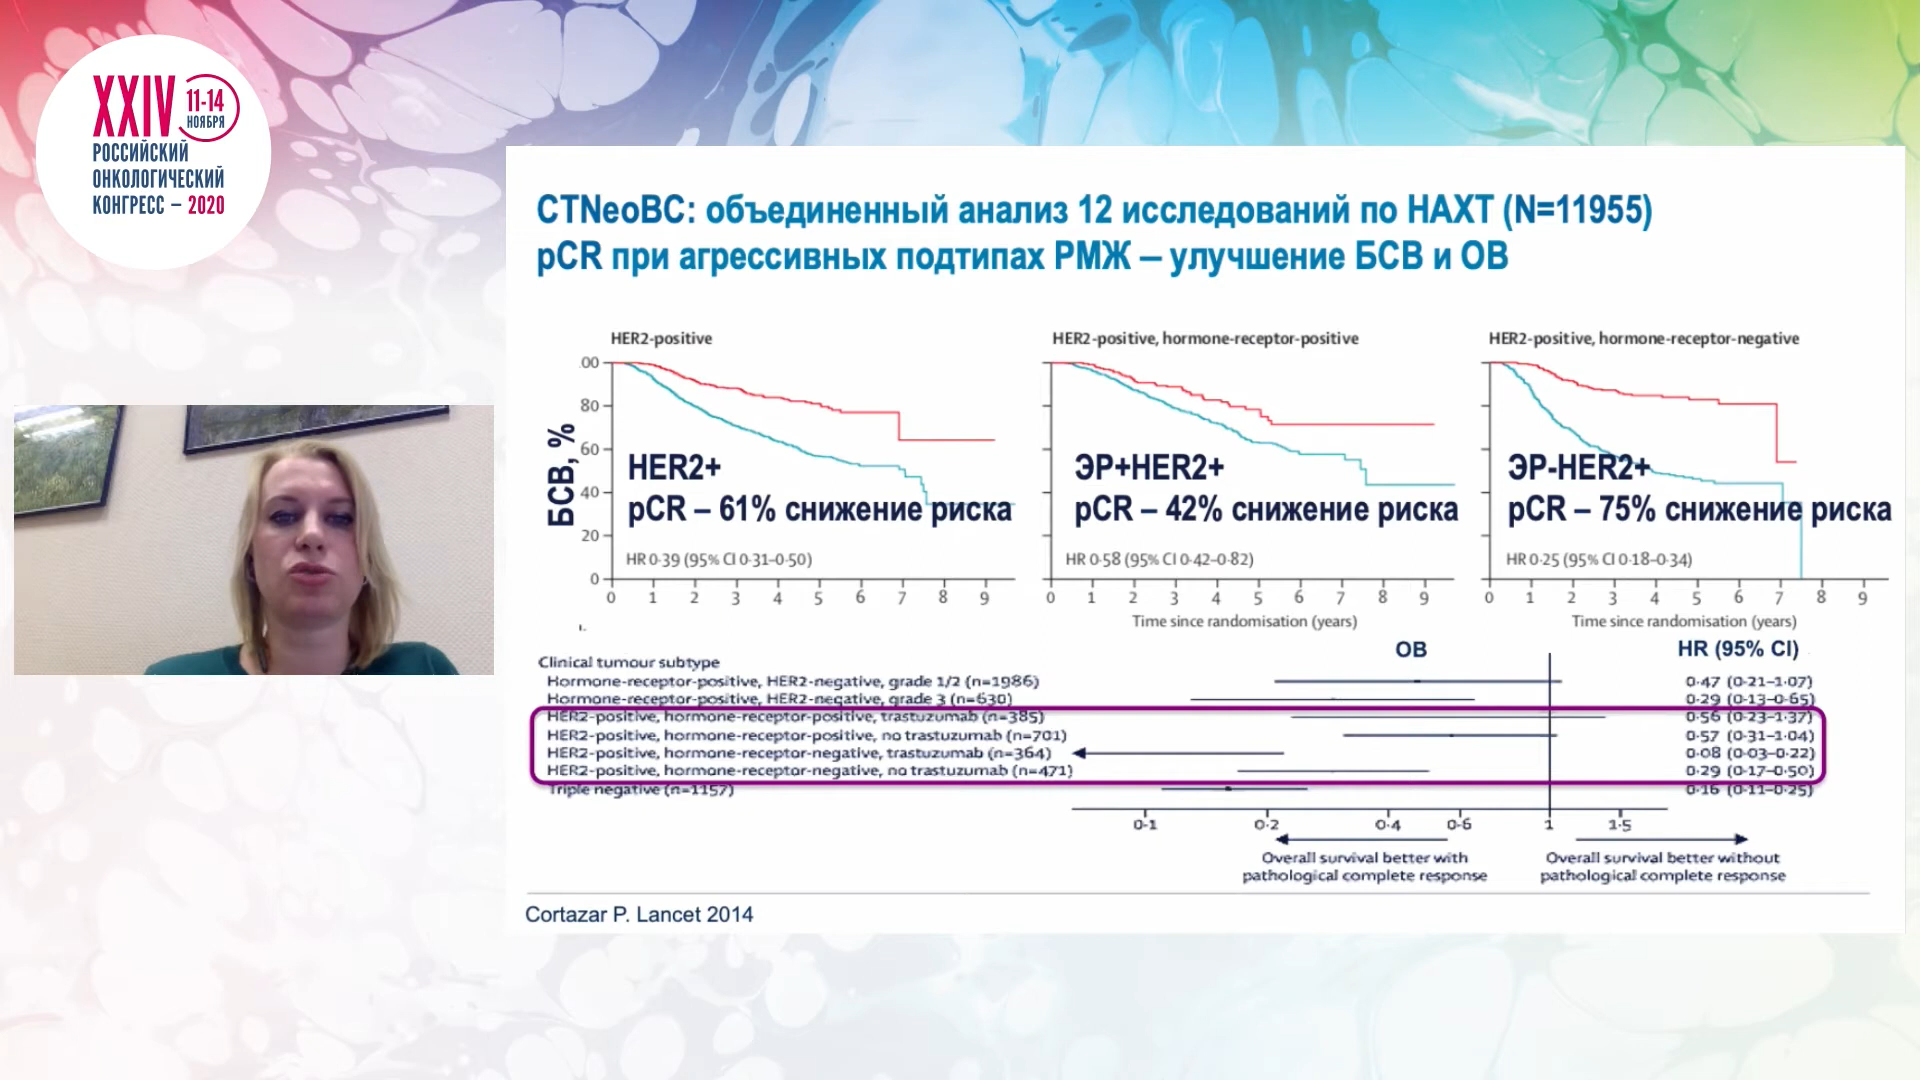 XXIV 11-14
НОЯБРЯ
РОССИЙСКИЙ
ОНКОЛОГИЧЕСКИЙ
КОНГРЕСС – 2020
CTNeoBC: объединенный анализ 12 исследований по НАХТ (N=11955)
pCR при агрессивных подтипах РМЖ – улучшение БСВ и ОВ
HER2-positive
HER2-positive, hormone-receptor-positive
HER2-positive, hormone-receptor-negative
БСВ, %
00
80
60
40
20
0
HER2+
pCR – 61% снижение риска
HR 0·39 (95% CI 0·31–0·50)
0 1 2 3 4 5 6 7 8 9
ЭР+HER2+
pCR – 42% снижение риска
HR 0·58 (95% CI 0·42–0·82)
0 1 2 3 4 5 6 7 8 9
Time since randomisation (years)
ЭР-HER2+
pCR – 75% снижение риска
HR 0·25 (95% CI 0·18–0·34)
0 1 2 3 4 5 6 7 8 9
Time since randomisation (years)
ОВ HR (95% CI)
Clinical tumour subtype
Hormone-receptor-positive, HER2-negative, grade 1/2 (n=1986) 0·47 (0·21–1·07)
Hormone-receptor-positive, HER2-negative, grade 3 (n=630) 0·29 (0·13–0·65)
HER2-positive, hormone-receptor-positive, trastuzumab (n=385) 0·56 (0·23–1·37)
HER2-positive, hormone-receptor-positive, no trastuzumab (n=701) 0·57 (0·31–1·04)
HER2-positive, hormone-receptor-negative, trastuzumab (n=364) 0·08 (0·03–0·22)
HER2-positive, hormone-receptor-negative, no trastuzumab (n=471) 0·29 (0·17–0·50)
Triple negative (n=1157) 0·16 (0·11–0·25)
0·1 0·2 0·4 0·6 1 1·5
Overall survival better with
pathological complete response
Overall survival better without
pathological complete response
Cortazar P. Lancet 2014